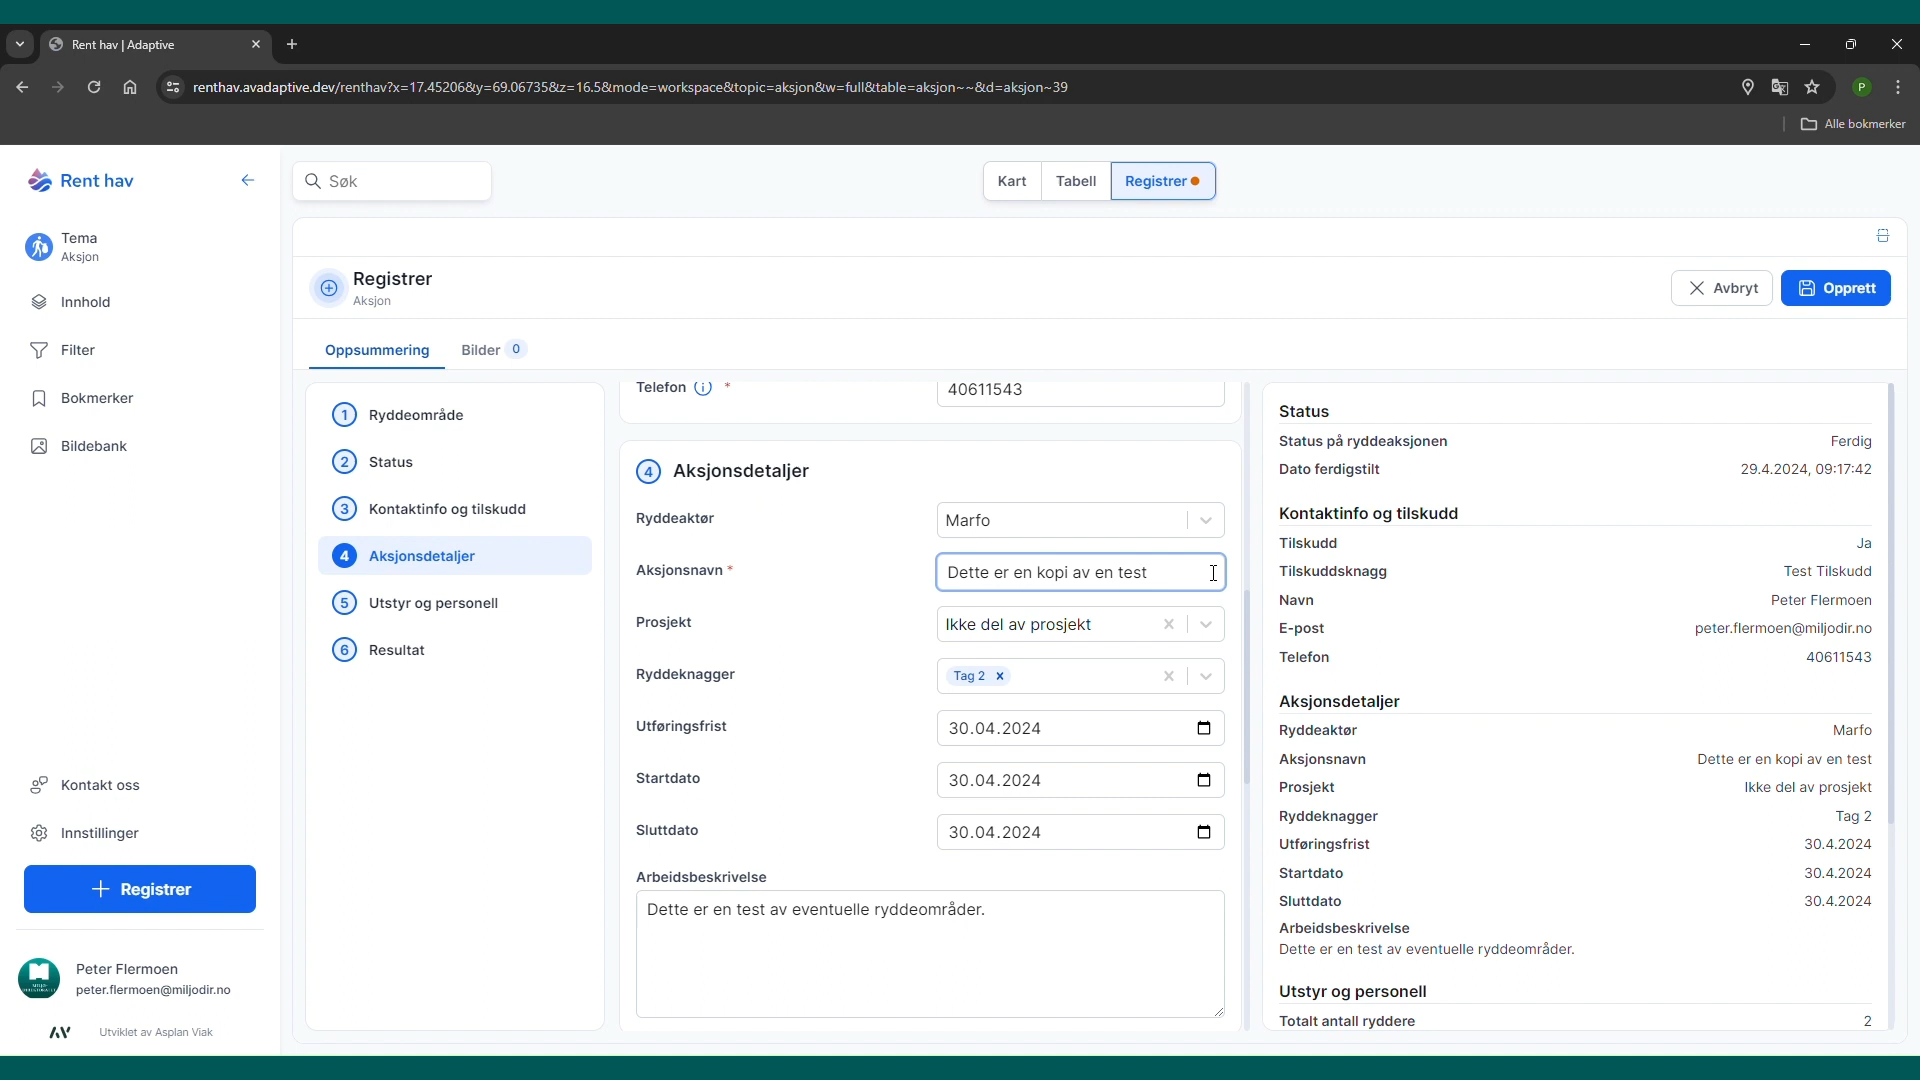 Rent hav | Adaptive
renthav.avadaptive.dev/renthav?x=17.45206&y=69.06735&z=16.5&mode=workspace&topic=aksjon&w=full&table=aksjon~~&d=aksjon~39
P
Alle bokmerker
Rent hav
Søk
Kart
Tabell
Registrer
Tema
Aksjon
Innhold
Filter
Bokmerker
Bildebank
Kontakt oss
Innstillinger
Registrer
Peter Flermoen
peter.flermoen@miljodir.no
Utviklet av Asplan Viak
Registrer
Aksjon
Avbryt
Opprett
Oppsummering
Bilder 0
1 Ryddeområde
2 Status
3 Kontaktinfo og tilskudd
4 Aksjonsdetaljer
5 Utstyr og personell
6 Resultat
Telefon * 40611543
4 Aksjonsdetaljer
Ryddeaktør Marfo
Aksjonsnavn * Dette er en kopi av en test
Prosjekt Ikke del av prosjekt
Ryddeknagger Tag 2
Utføringsfrist 30.04.2024
Startdato 30.04.2024
Sluttdato 30.04.2024
Arbeidsbeskrivelse
Dette er en test av eventuelle ryddeområder.
Status
Status på ryddeaksjonen Ferdig
Dato ferdigstilt 29.4.2024, 09:17:42
Kontaktinfo og tilskudd
Tilskudd Ja
Tilskuddsknagg Test Tilskudd
Navn Peter Flermoen
E-post peter.flermoen@miljodir.no
Telefon 40611543
Aksjonsdetaljer
Ryddeaktør Marfo
Aksjonsnavn Dette er en kopi av en test
Prosjekt Ikke del av prosjekt
Ryddeknagger Tag 2
Utføringsfrist 30.4.2024
Startdato 30.4.2024
Sluttdato 30.4.2024
Arbeidsbeskrivelse
Dette er en test av eventuelle ryddeområder.
Utstyr og personell
Totalt antall ryddere 2